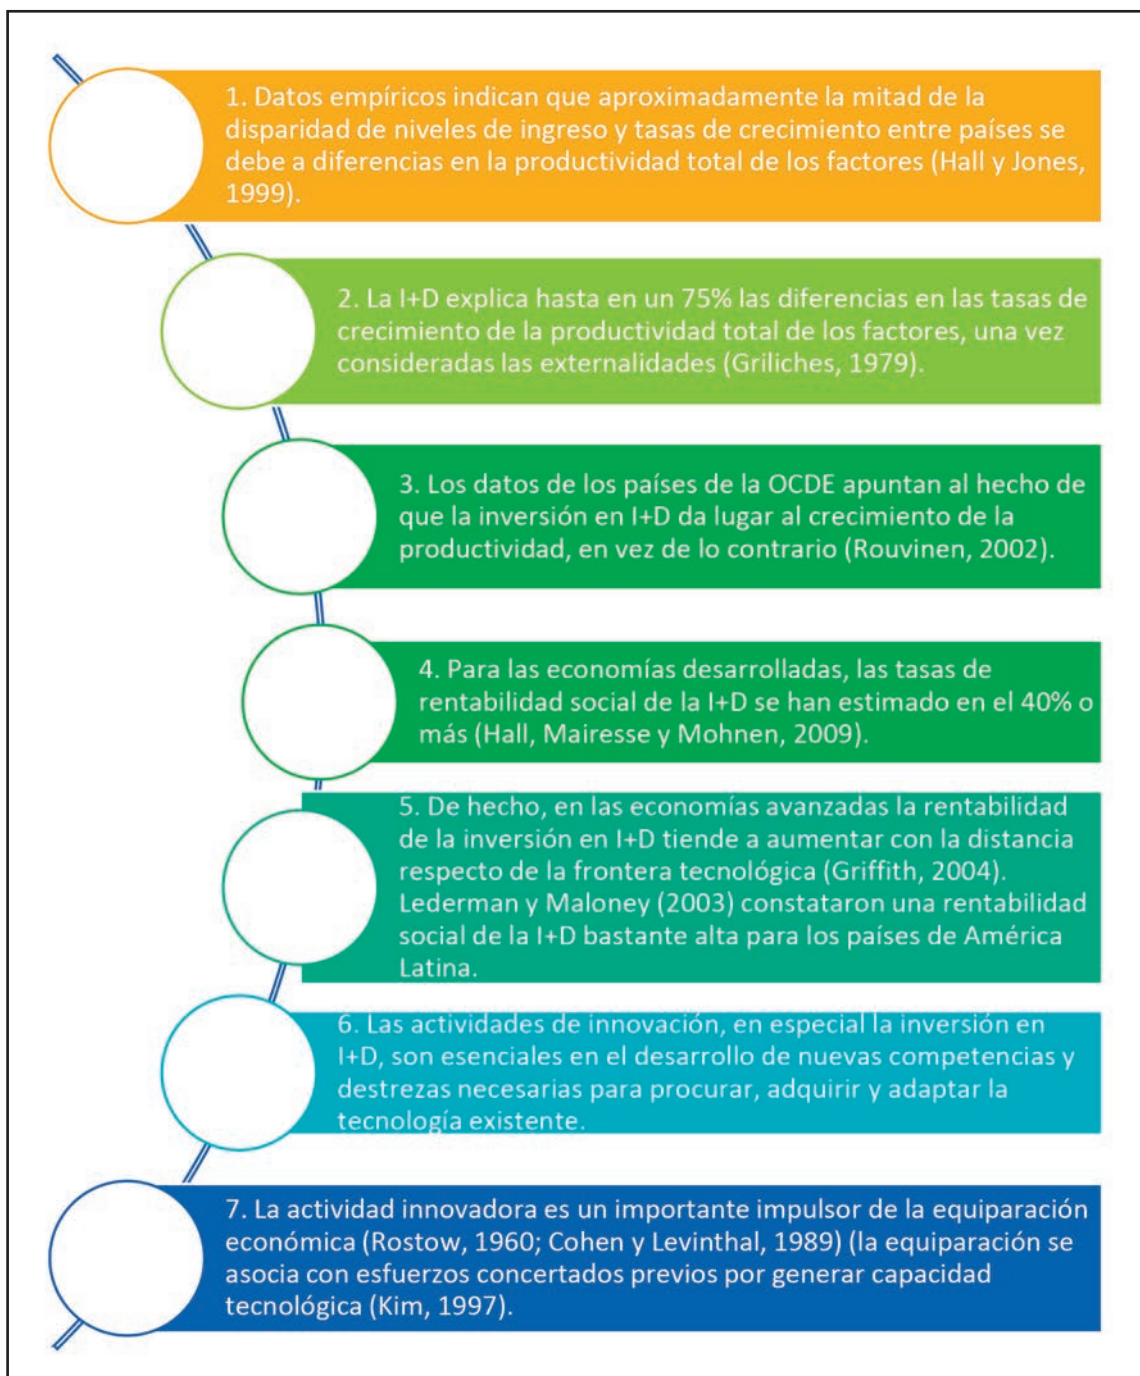 1. Datos empíricos indican que aproximadamente la mitad de la
disparidad de niveles de ingreso y tasas de crecimiento entre países se
debe a diferencias en la productividad total de los factores (Hall y Jones,
1999).
2. La I+D explica hasta en un 75% las diferencias en las tasas de
crecimiento de la productividad total de los factores, una vez
consideradas las externalidades (Griliches, 1979).
3. Los datos de los países de la OCDE apuntan al hecho de
que la inversión en I+D da lugar al crecimiento de la
productividad, en vez de lo contrario (Rouvinen, 2002).
4. Para las economías desarrolladas, las tasas de
rentabilidad social de la I+D se han estimado en el 40% o
más (Hall, Mairesse y Mohnen, 2009).
5. De hecho, en las economías avanzadas la rentabilidad
de la inversión en I+D tiende a aumentar con la distancia
respecto de la frontera tecnológica (Griffith, 2004).
Lederman y Maloney (2003) constataron una rentabilidad
social de la I+D bastante alta para los países de América
Latina.
6. Las actividades de innovación, en especial la inversión en
I+D, son esenciales en el desarrollo de nuevas competencias y
destrezas necesarias para procurar, adquirir y adaptar la
tecnología existente.
7. La actividad innovadora es un importante impulsor de la equiparación
económica (Rostow, 1960; Cohen y Levinthal, 1989) (la equiparación se
asocia con esfuerzos concertados previos por generar capacidad
tecnológica (Kim, 1997).